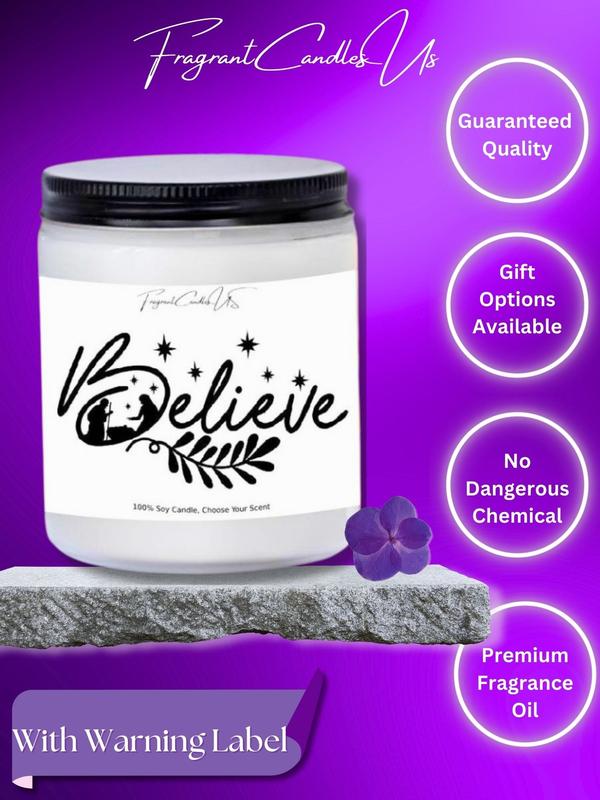 FragrantCandlesUs
Guaranteed
Quality
Gift
Options
Available
No
Dangerous
Chemical
Premium
Fragrance
Oil
FragrantCandlesUS
Believe
100% Soy Candle, Choose Your Scent
With Warning Label